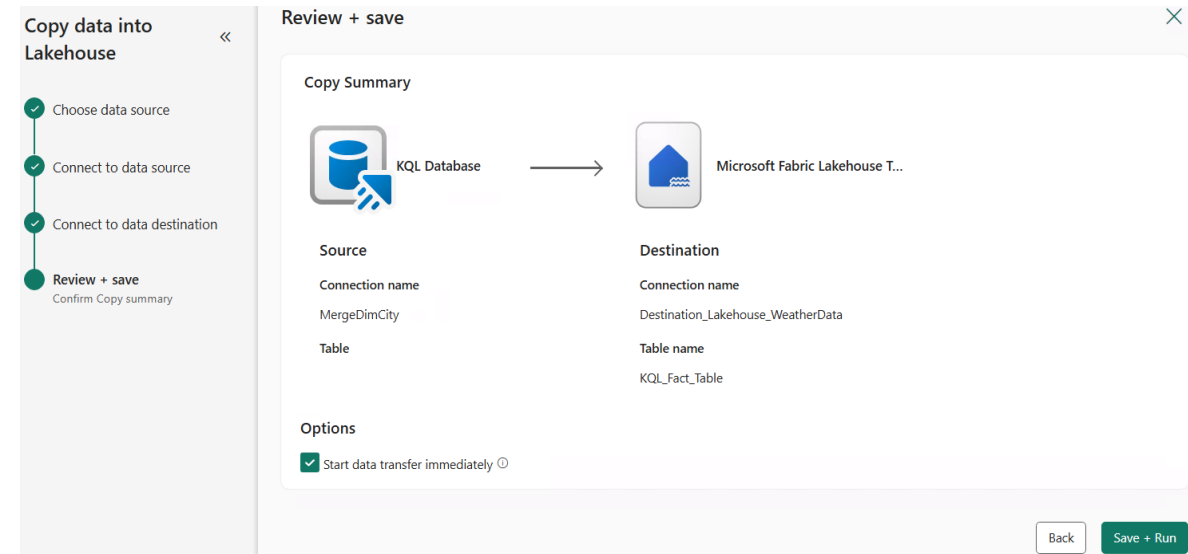 Copy data into
Lakehouse
Choose data source
Connect to data source
Connect to data destination
Review + save
Confirm Copy summary
Review + save
Copy Summary
KQL Database
Microsoft Fabric Lakehouse T...
Source
Destination
Connection name
Connection name
MergeDimCity
Destination_Lakehouse_WeatherData
Table
Table name
KQL_Fact_Table
Options
Start data transfer immediately
Back
Save + Run